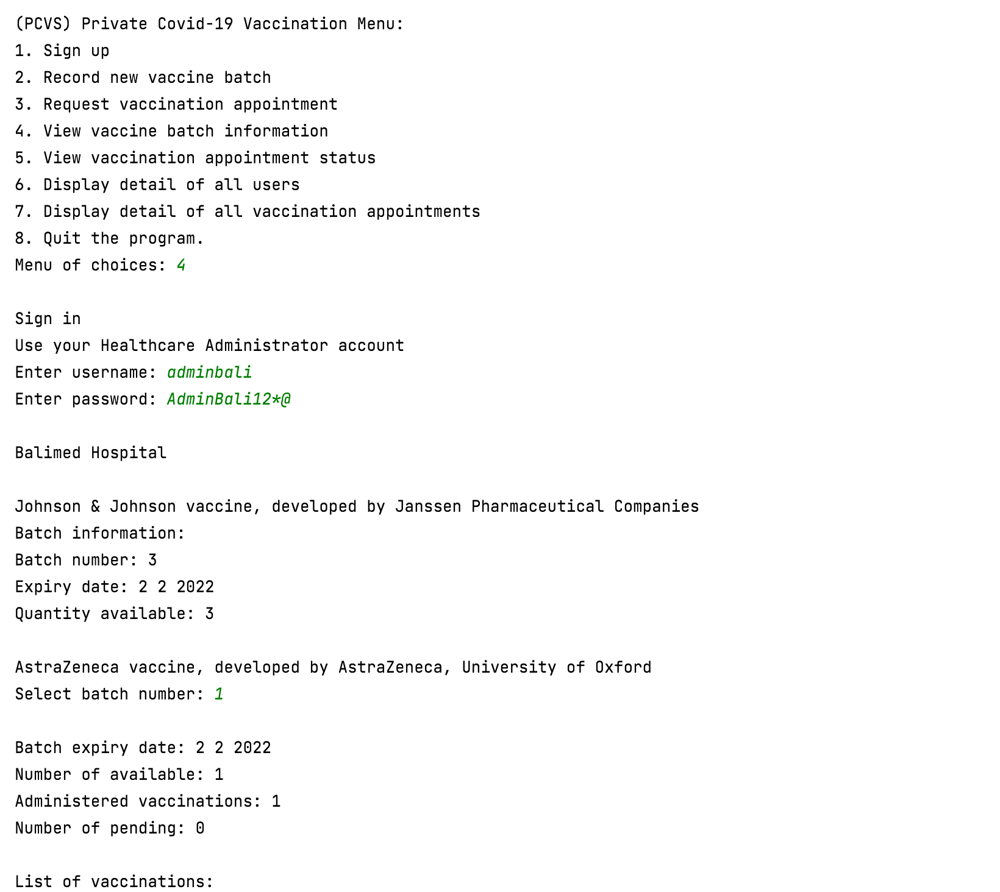 (PCVS) Private Covid-19 Vaccination Menu:
1. Sign up
2. Record new vaccine batch
3. Request vaccination appointment
4. View vaccine batch information
5. View vaccination appointment status
6. Display detail of all users
7. Display detail of all vaccination appointments
8. Quit the program.
Menu of choices: 4
Sign in
Use your Healthcare Administrator account
Enter username: adminbali
Enter password: AdminBali12*@
Balimed Hospital
Johnson & Johnson vaccine, developed by Janssen Pharmaceutical Companies
Batch information:
Batch number: 3
Expiry date: 2 2 2022
Quantity available: 3
AstraZeneca vaccine, developed by AstraZeneca, University of Oxford
Select batch number: 1
Batch expiry date: 2 2 2022
Number of available: 1
Administered vaccinations: 1
Number of pending: 0
List of vaccinations: